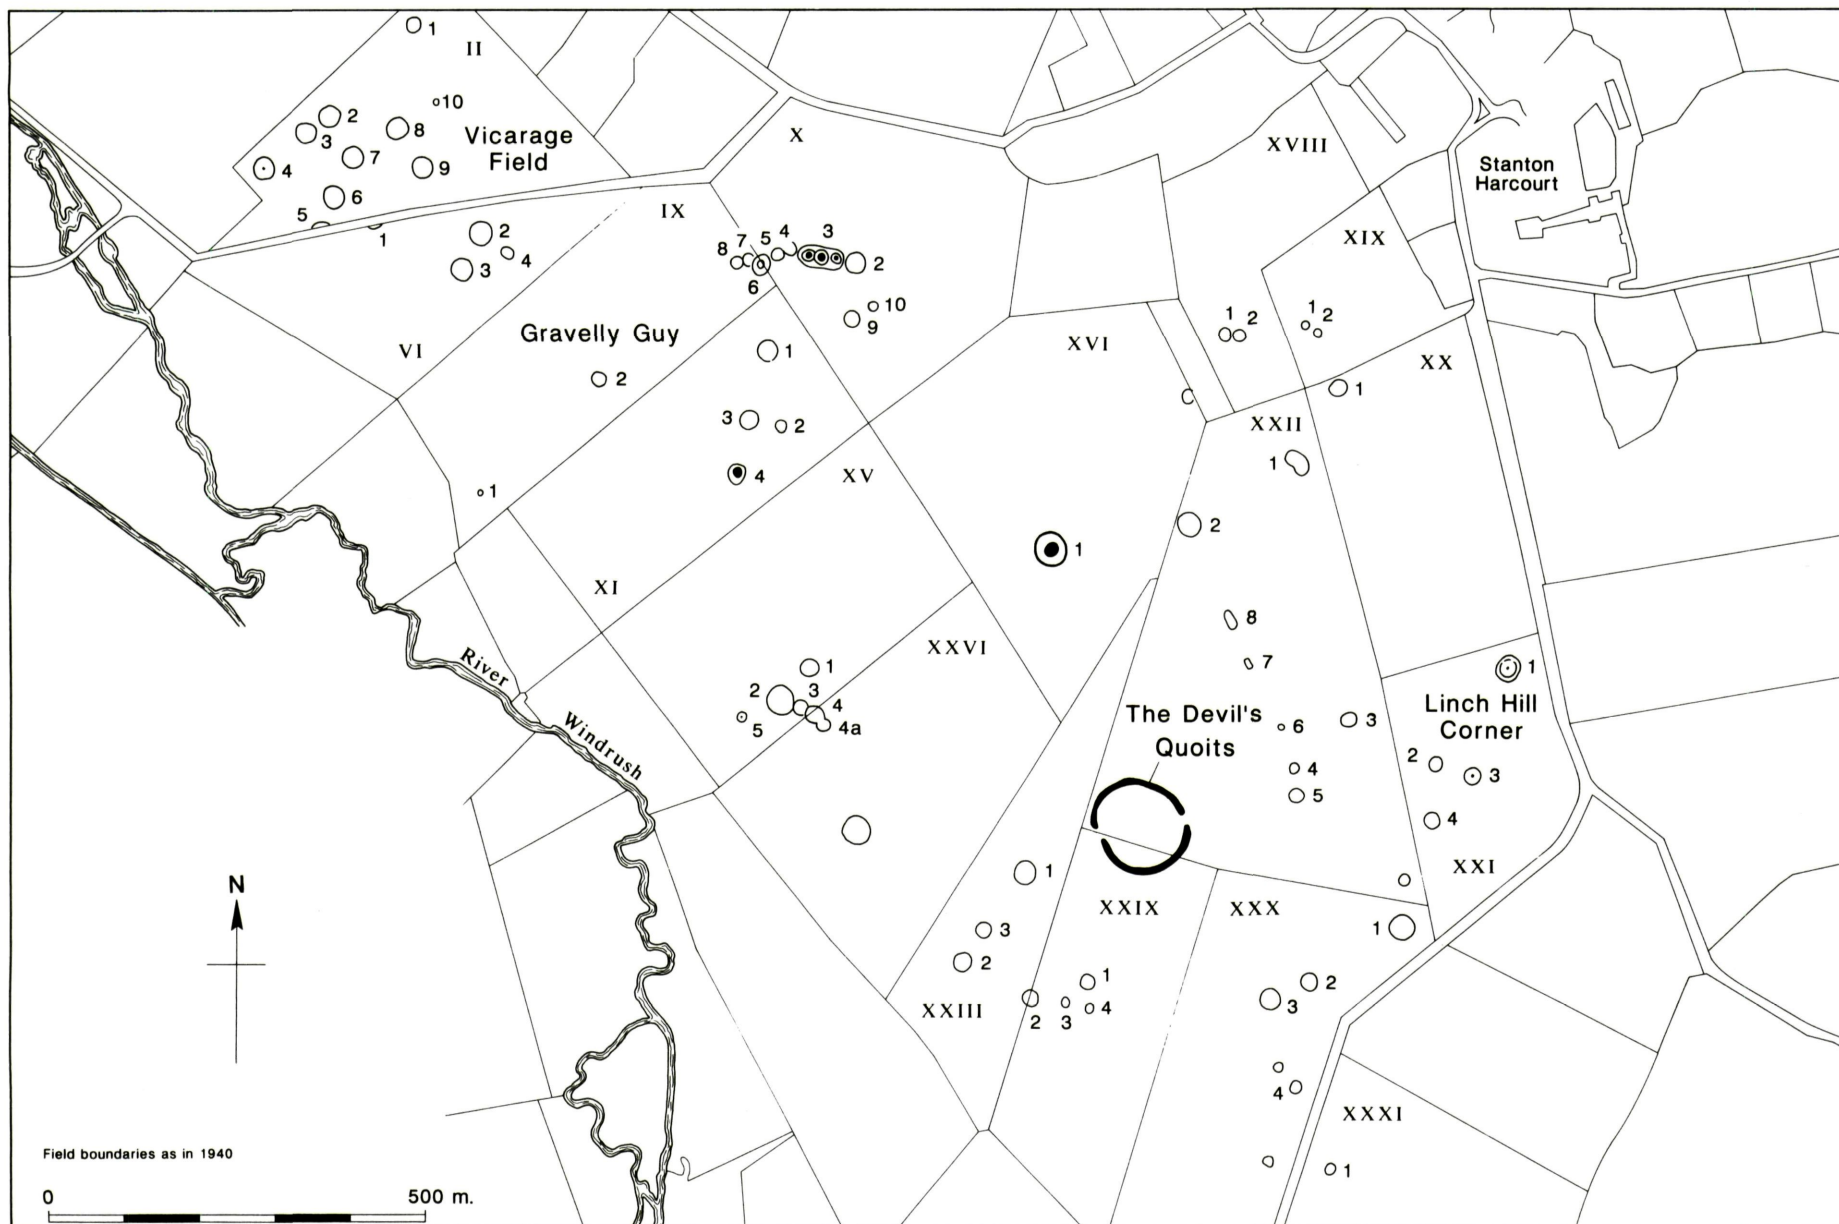 1
II
10
2
3
8
Vicarage
Field
4
7
9
6
5
1
2
4
3
IX
X
8
7
5
4
3
2
6
10
9
VI
Gravelly Guy
2
1
3
2
4
1
XI
XV
XVI
XVIII
Stanton
Harcourt
XIX
1
2
1
2
XX
1
XXII
1
2
1
8
7
XXVI
1
2
3
4
4a
5
River
Windrush
The Devil's
Quoits
6
3
4
5
Linch Hill
Corner
1
2
3
4
XXI
1
3
2
XXIII
XXIX
1
2
3
4
XXX
1
2
3
4
XXXI
1
N
Field boundaries as in 1940
0
500 m.